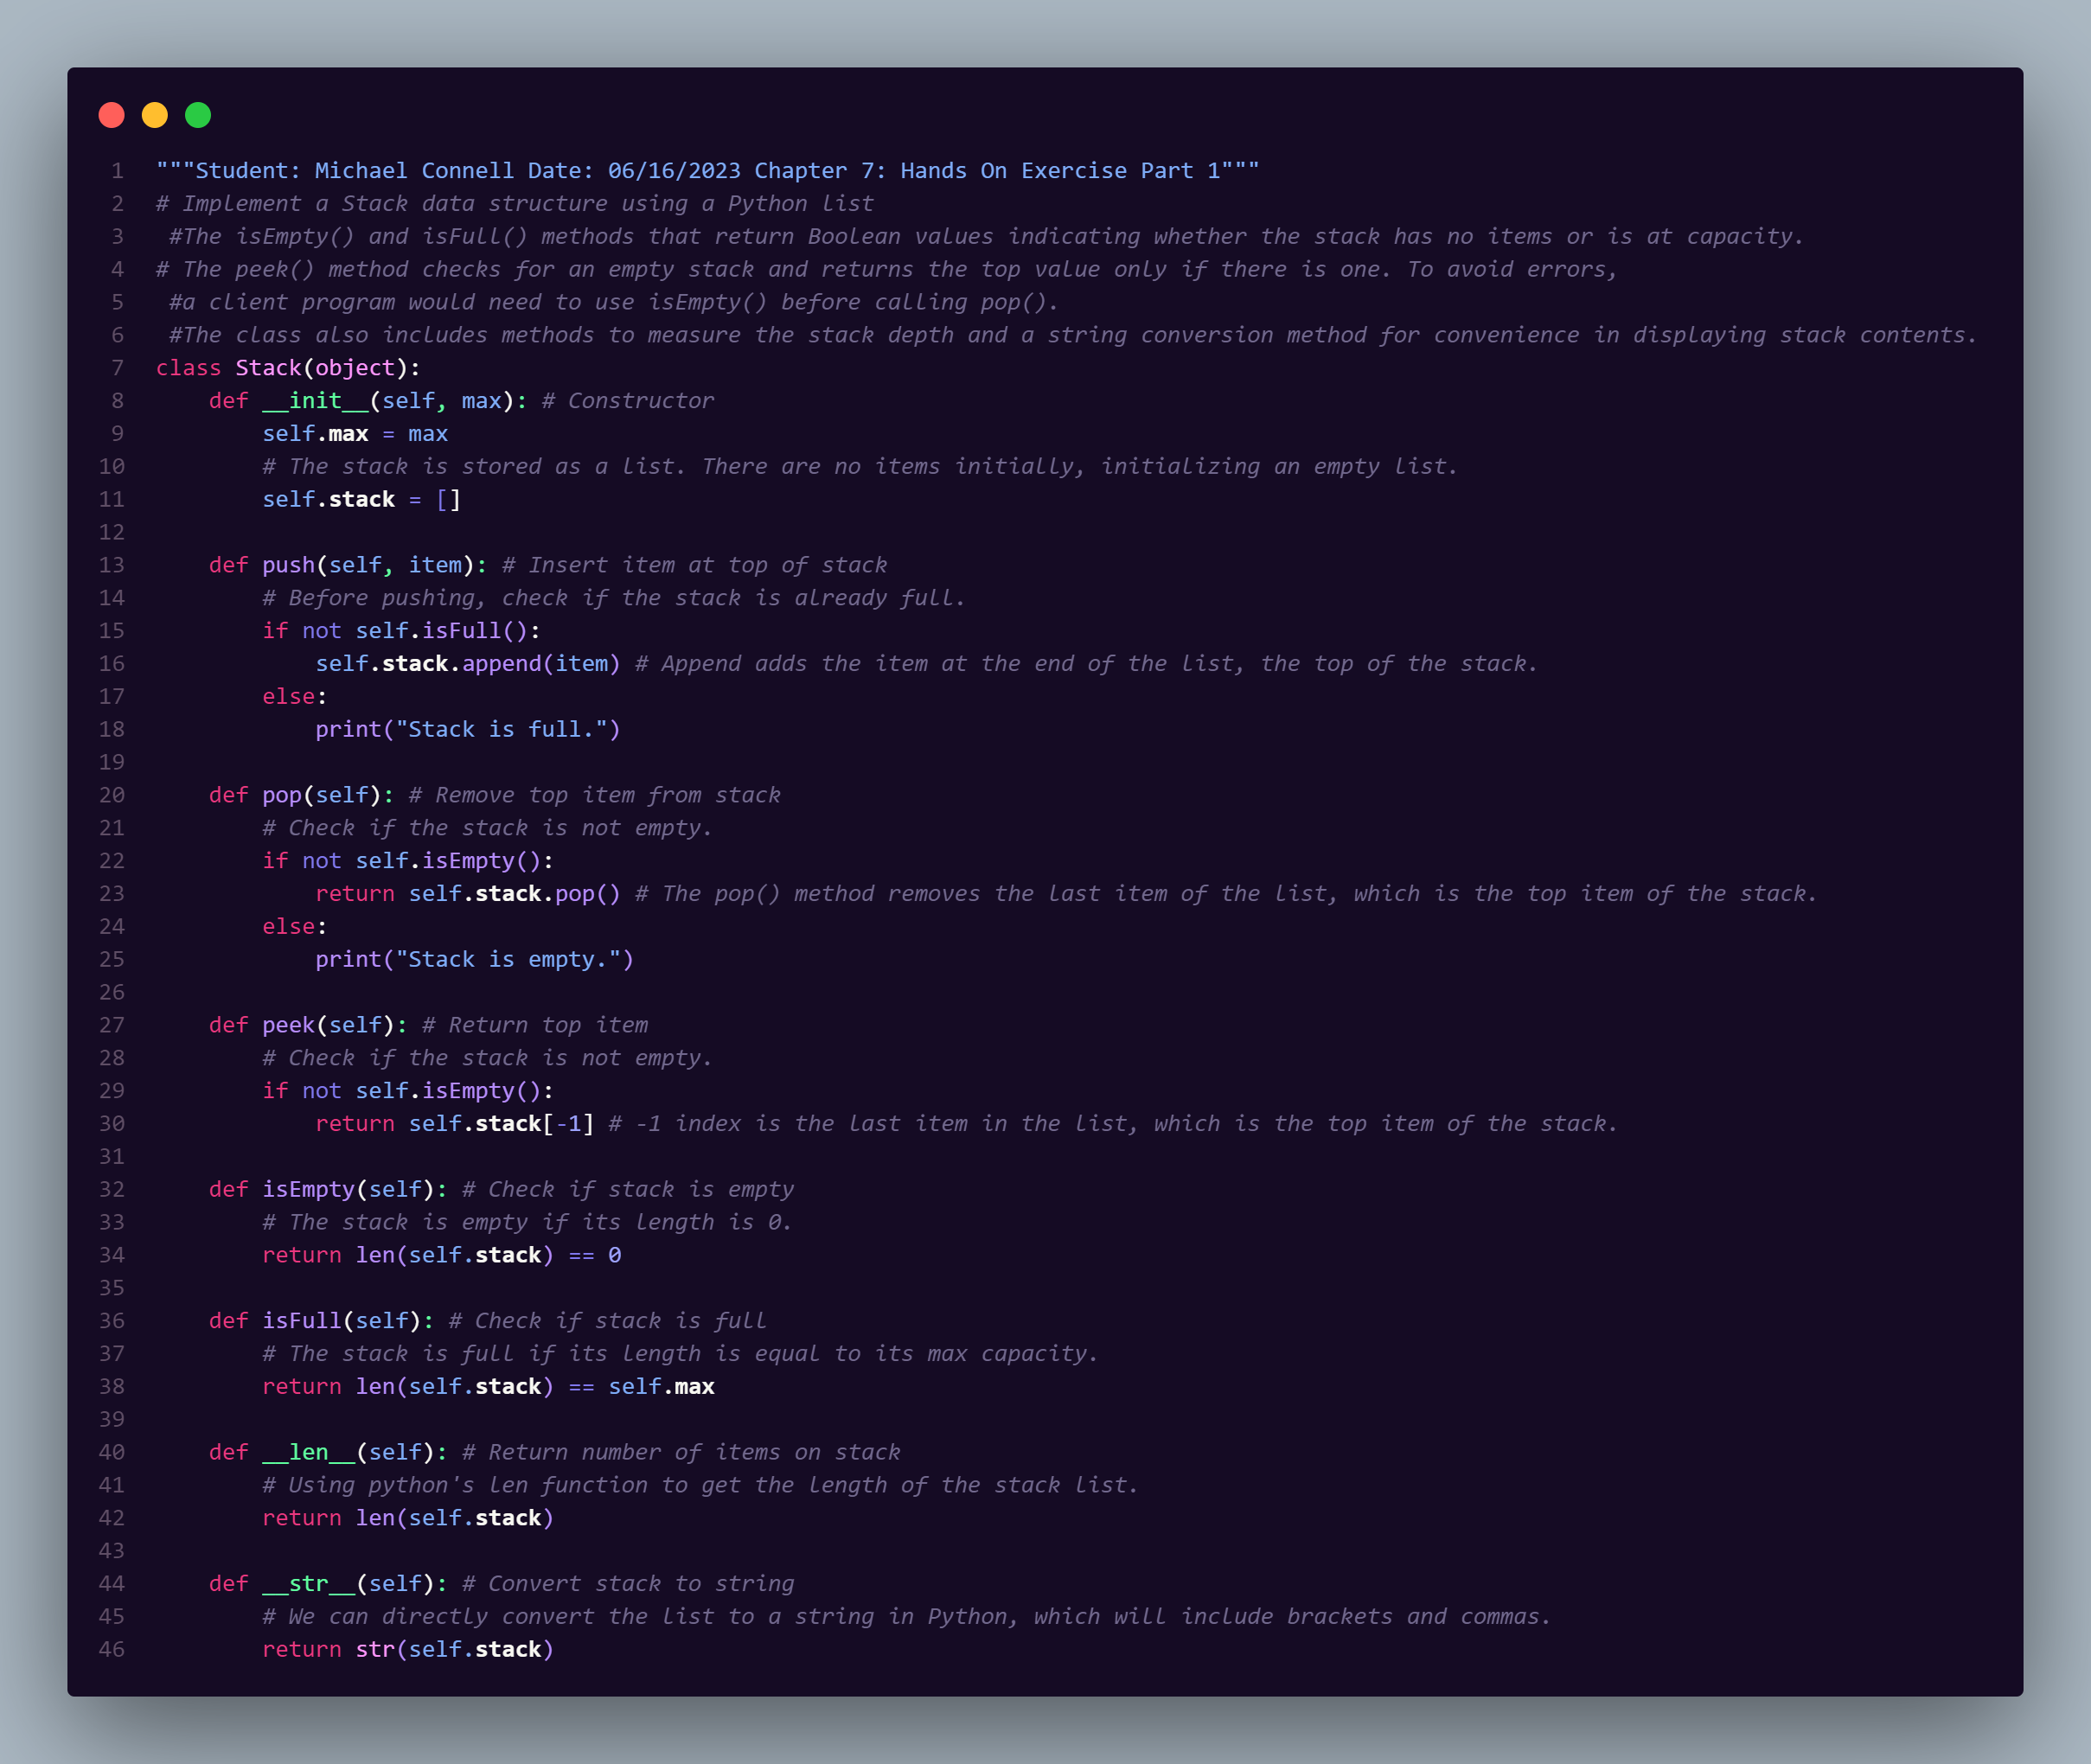 1 """Student: Michael Connell Date: 06/16/2023 Chapter 7: Hands On Exercise Part 1"""
2 # Implement a Stack data structure using a Python list
3  #The isEmpty() and isFull() methods that return Boolean values indicating whether the stack has no items or is at capacity.
4 # The peek() method checks for an empty stack and returns the top value only if there is one. To avoid errors,
5  #a client program would need to use isEmpty() before calling pop().
6  #The class also includes methods to measure the stack depth and a string conversion method for convenience in displaying stack contents.
7 class Stack(object):
8     def __init__(self, max): # Constructor
9         self.max = max
10         # The stack is stored as a list. There are no items initially, initializing an empty list.
11         self.stack = []
12
13     def push(self, item): # Insert item at top of stack
14         # Before pushing, check if the stack is already full.
15         if not self.isFull():
16             self.stack.append(item) # Append adds the item at the end of the list, the top of the stack.
17         else:
18             print("Stack is full.")
19
20     def pop(self): # Remove top item from stack
21         # Check if the stack is not empty.
22         if not self.isEmpty():
23             return self.stack.pop() # The pop() method removes the last item of the list, which is the top item of the stack.
24         else:
25             print("Stack is empty.")
26
27     def peek(self): # Return top item
28         # Check if the stack is not empty.
29         if not self.isEmpty():
30             return self.stack[-1] # -1 index is the last item in the list, which is the top item of the stack.
31
32     def isEmpty(self): # Check if stack is empty
33         # The stack is empty if its length is 0.
34         return len(self.stack) == 0
35
36     def isFull(self): # Check if stack is full
37         # The stack is full if its length is equal to its max capacity.
38         return len(self.stack) == self.max
39
40     def __len__(self): # Return number of items on stack
41         # Using python's len function to get the length of the stack list.
42         return len(self.stack)
43
44     def __str__(self): # Convert stack to string
45         # We can directly convert the list to a string in Python, which will include brackets and commas.
46         return str(self.stack)